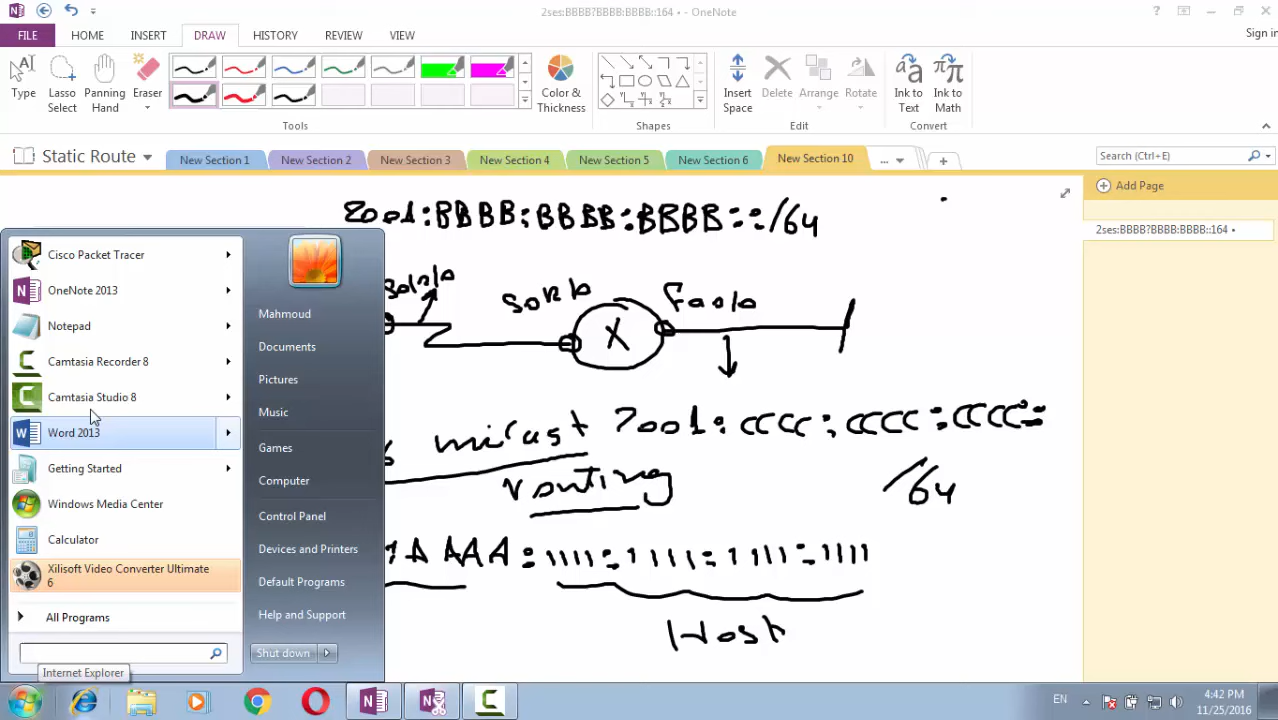 2ses:BBBB?BBBB:BBBB::164 • - OneNote
FILE HOME INSERT DRAW HISTORY REVIEW VIEW Sign in
Type Lasso Select Panning Hand Eraser Color & Thickness Insert Space Delete Arrange Rotate Ink to Text Ink to Math
Tools Shapes Edit Convert
Static Route New Section 1 New Section 2 New Section 3 New Section 4 New Section 5 New Section 6 New Section 10 ... Search (Ctrl+E)
Add Page
2ses:BBBB?BBBB:BBBB::164 •
2001:BBBB:BBBB:BBBB::/64
X
2001:CCCC:CCCC:CCCC::
/64
routing
AAA:1111:1111:1111:1111
Host
Cisco Packet Tracer
OneNote 2013
Notepad
Camtasia Recorder 8
Camtasia Studio 8
Word 2013
Getting Started
Windows Media Center
Calculator
Xilisoft Video Converter Ultimate
6
All Programs
Internet Explorer
Mahmoud
Documents
Pictures
Music
Games
Computer
Control Panel
Devices and Printers
Default Programs
Help and Support
Shut down
EN 4:42 PM
11/25/2016